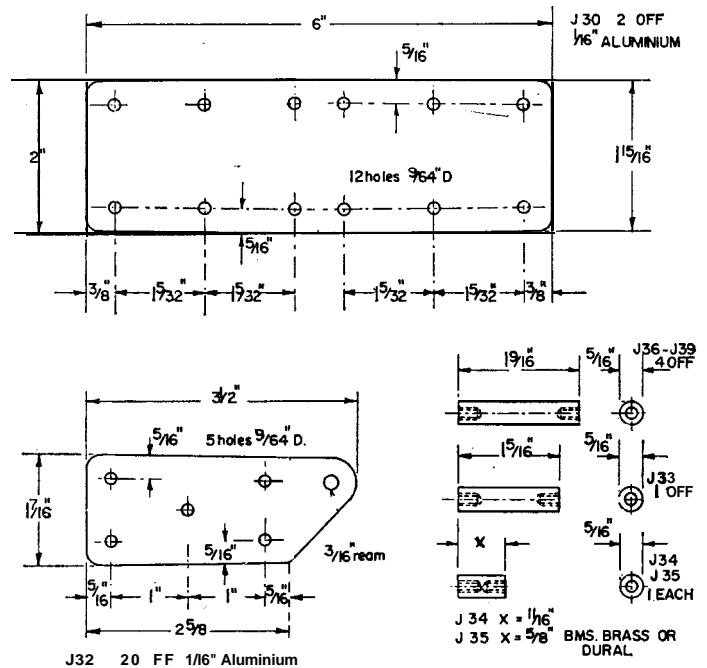 6"
J30 2 OFF
1/16" ALUMINIUM
5/16"
2"
1 15/16"
12 holes 9/64" D
5/16"
3/8" 1 5/32" 1 5/32" 1 5/32" 1 5/32" 3/8"
3 1/2"
5/16" 5 holes 9/64" D.
1 7/16"
5/16"
3/16" ream
5/16 1" 1" 5/16"
2 5/8
J32 20 FF 1/16" Aluminium
1 9/16" 5/16" J36-J39
4 OFF
1 5/16" 5/16"
J33
1 OFF
X 5/16"
J34
J35
1 EACH
J 34 X = 11/16"
J 35 X = 5/8" BMS. BRASS OR
DURAL